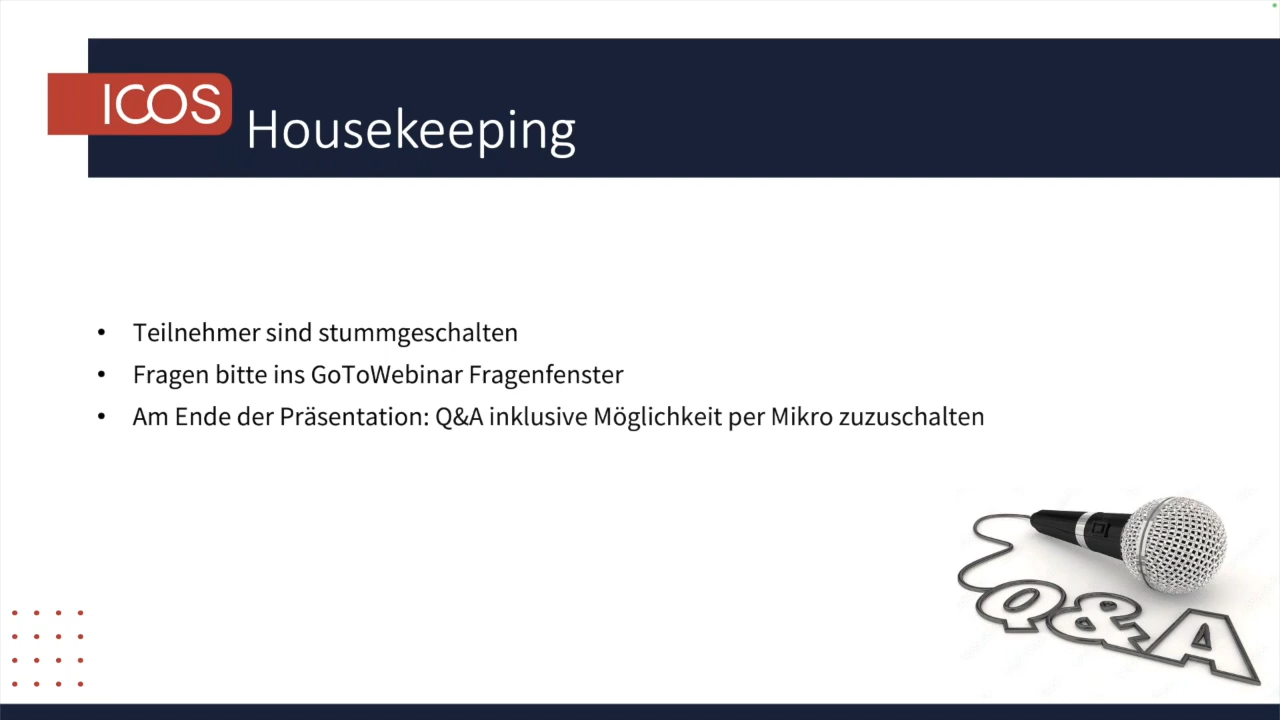 ICOS
Housekeeping
• Teilnehmer sind stummgeschalten
• Fragen bitte ins GoToWebinar Fragenfenster
• Am Ende der Präsentation: Q&A inklusive Möglichkeit per Mikro zuzuschalten
Q&A